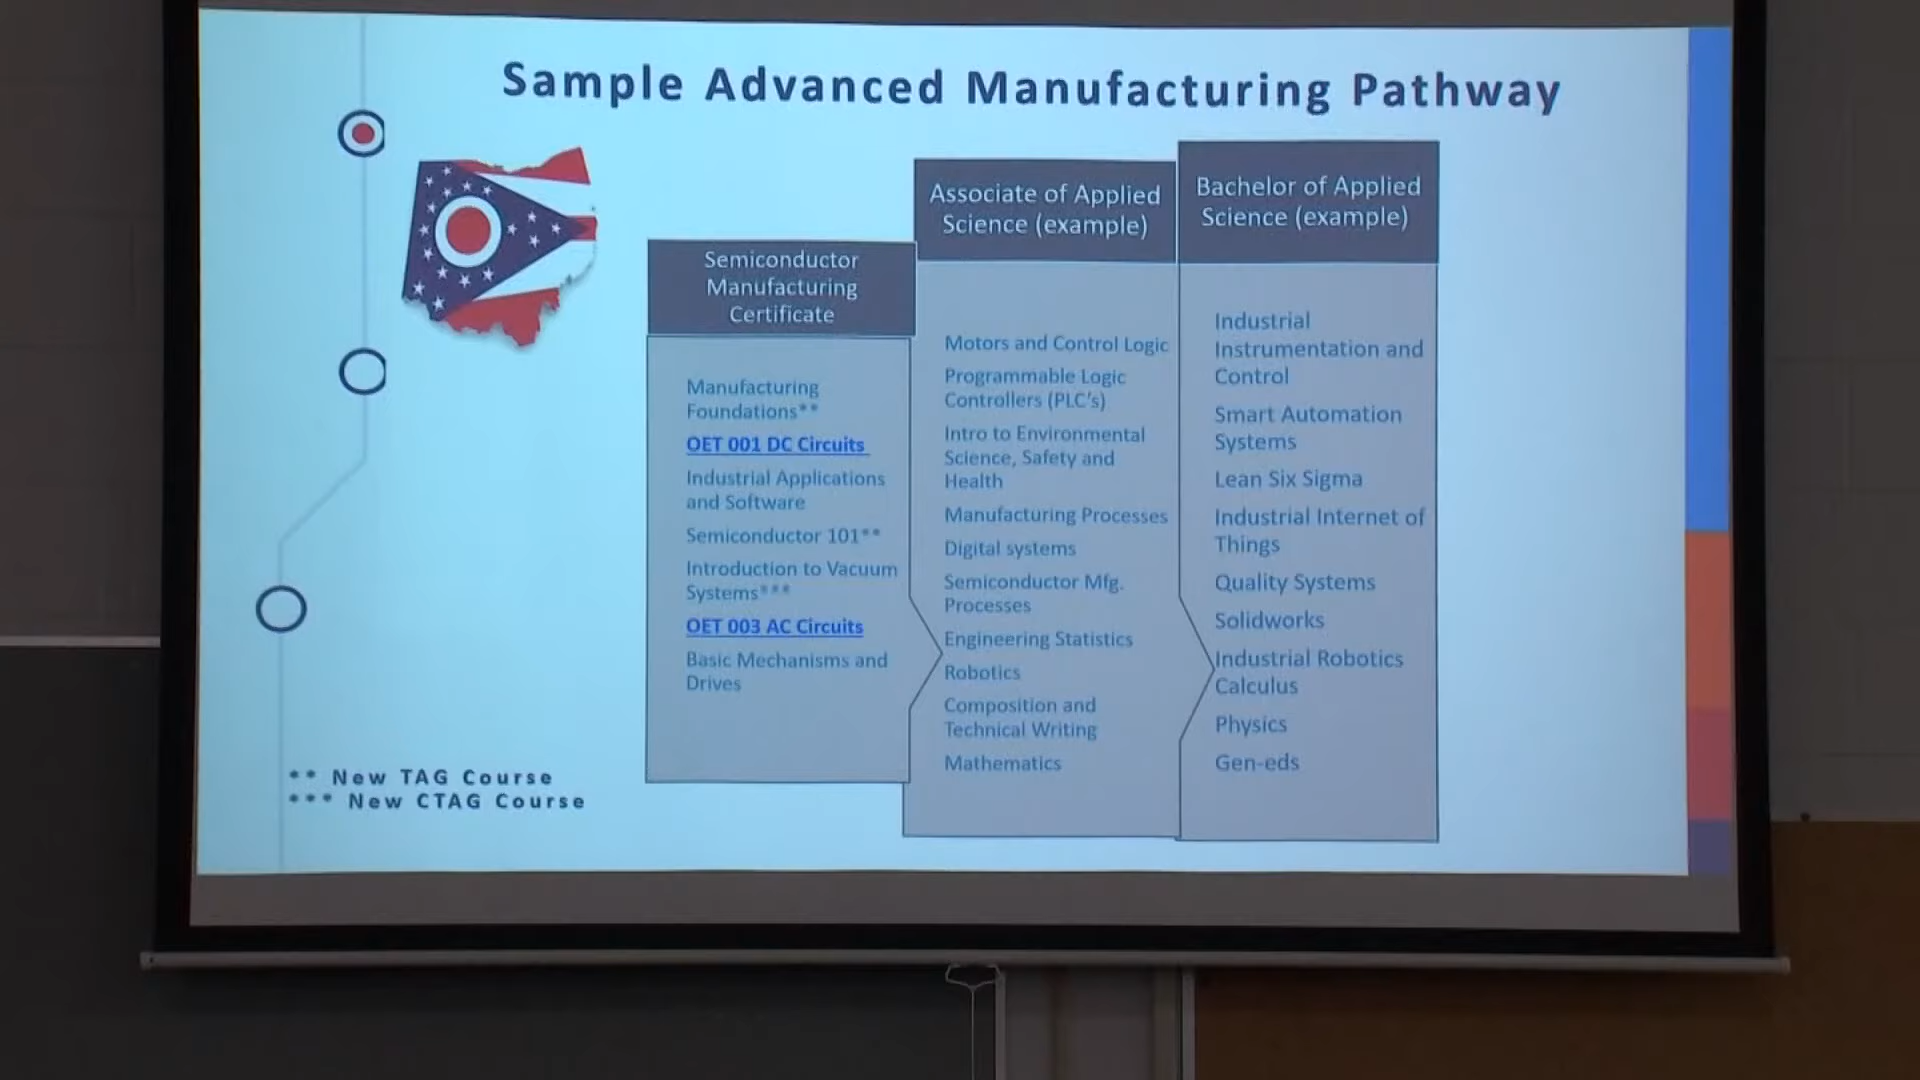 Sample Advanced Manufacturing Pathway
Semiconductor
Manufacturing
Certificate
Manufacturing
Foundations**
OET 001 DC Circuits
Industrial Applications
and Software
Semiconductor 101**
Introduction to Vacuum
Systems***
OET 003 AC Circuits
Basic Mechanisms and
Drives
Associate of Applied
Science (example)
Motors and Control Logic
Programmable Logic
Controllers (PLC's)
Intro to Environmental
Science, Safety and
Health
Manufacturing Processes
Digital systems
Semiconductor Mfg.
Processes
Engineering Statistics
Robotics
Composition and
Technical Writing
Mathematics
Bachelor of Applied
Science (example)
Industrial
Instrumentation and
Control
Smart Automation
Systems
Lean Six Sigma
Industrial Internet of
Things
Quality Systems
Solidworks
Industrial Robotics
Calculus
Physics
Gen-eds
** New TAG Course
*** New CTAG Course